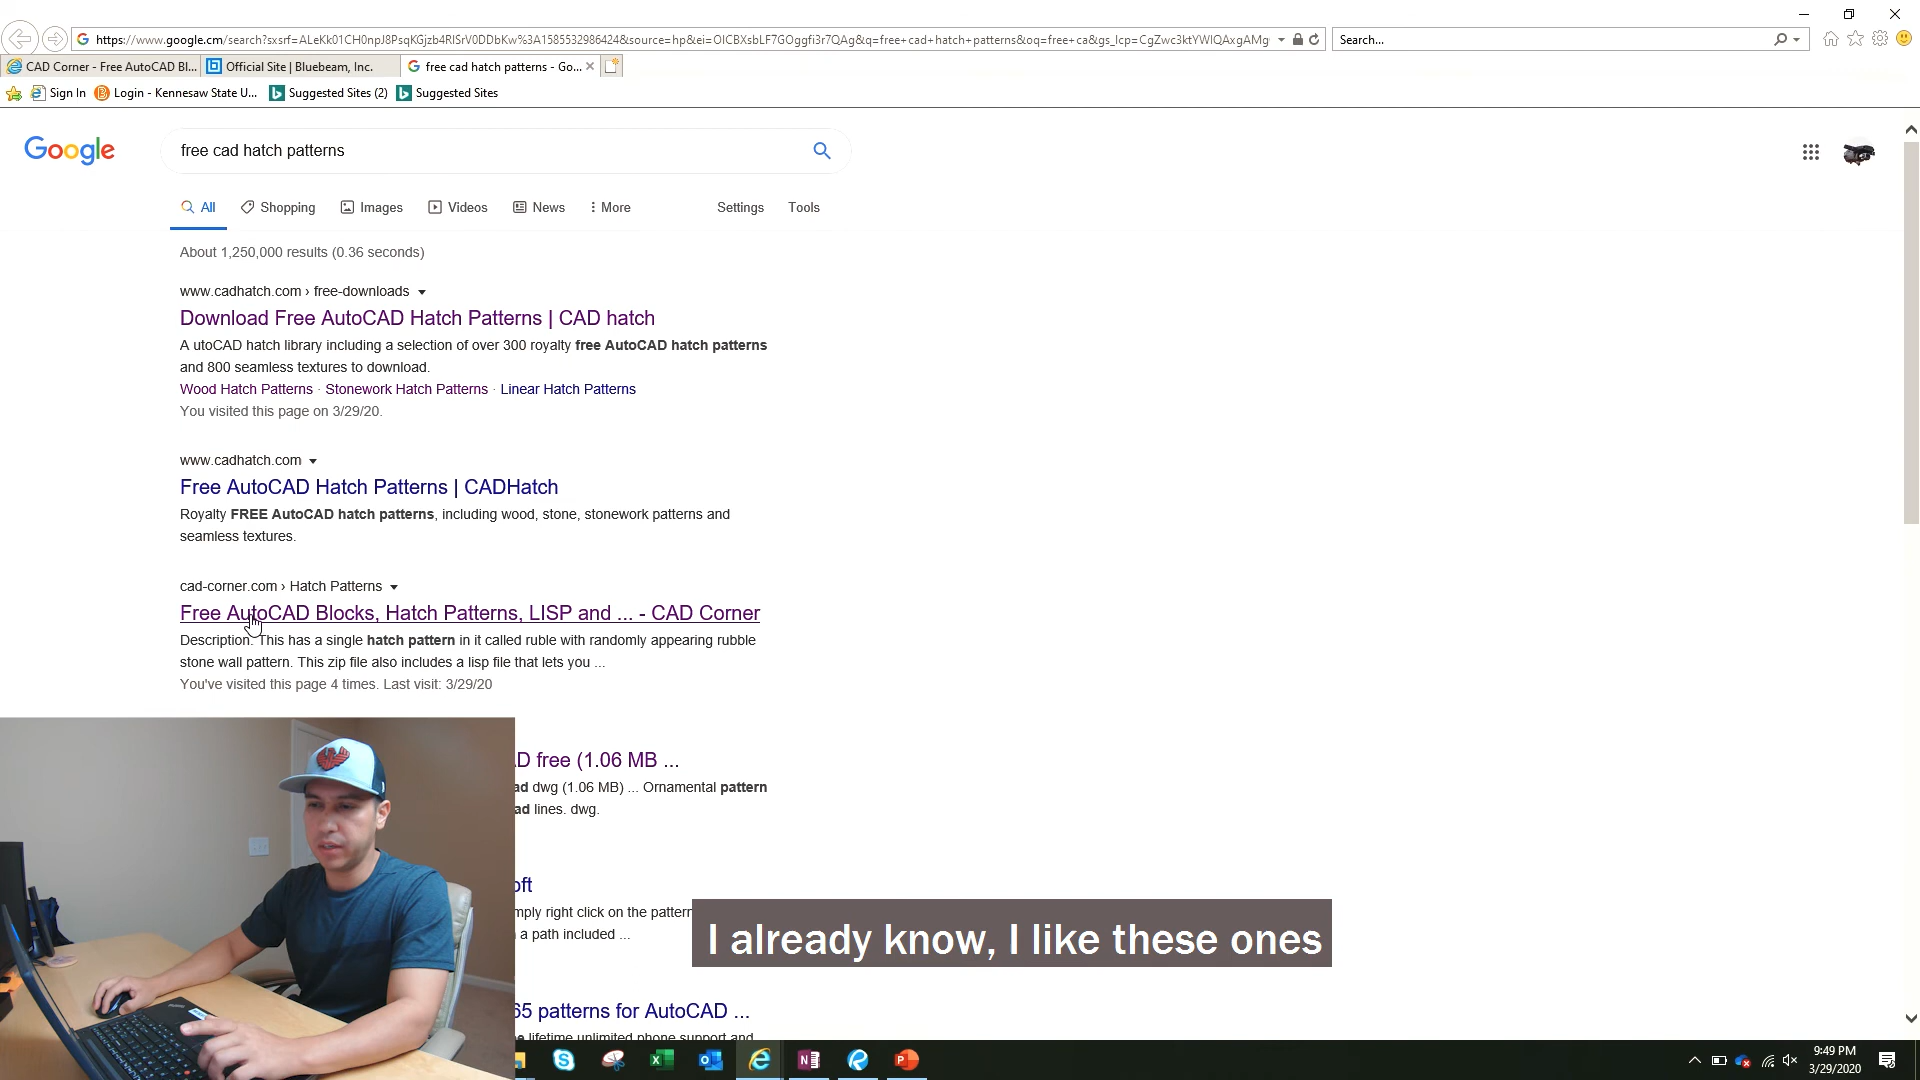 https://www.google.cm/search?sxsrf=ALeKk01CH0npJ8PsqKGjzb4RISrV0DDbKw%3A1585532986424&source=hp&ei=OICBXsbLF7GOggfi3r7QAg&q=free+cad+hatch+patterns&oq=free+ca&gs_lcp=CgZwc3ktYWIQAxgAMg
Search...
CAD Corner - Free AutoCAD Bl...
Official Site | Bluebeam, Inc.
free cad hatch patterns - Go...
Sign In
Login - Kennesaw State U...
Suggested Sites (2)
Suggested Sites
Google
free cad hatch patterns
All
Shopping
Images
Videos
News
More
Settings
Tools
About 1,250,000 results (0.36 seconds)
www.cadhatch.com › free-downloads
Download Free AutoCAD Hatch Patterns | CAD hatch
A utoCAD hatch library including a selection of over 300 royalty free AutoCAD hatch patterns
and 800 seamless textures to download.
Wood Hatch Patterns · Stonework Hatch Patterns · Linear Hatch Patterns
You visited this page on 3/29/20.
www.cadhatch.com
Free AutoCAD Hatch Patterns | CADHatch
Royalty FREE AutoCAD hatch patterns, including wood, stone, stonework patterns and
seamless textures.
cad-corner.com › Hatch Patterns
Free AutoCAD Blocks, Hatch Patterns, LISP and ... - CAD Corner
Description. This has a single hatch pattern in it called ruble with randomly appearing rubble
stone wall pattern. This zip file also includes a lisp file that lets you ...
You've visited this page 4 times. Last visit: 3/29/20
D free (1.06 MB ...
ad dwg (1.06 MB) ... Ornamental pattern
ad lines. dwg.
oft
mply right click on the pattern
a path included ...
I already know, I like these ones
65 patterns for AutoCAD ...
e lifetime unlimited phone support and
9:49 PM
3/29/2020